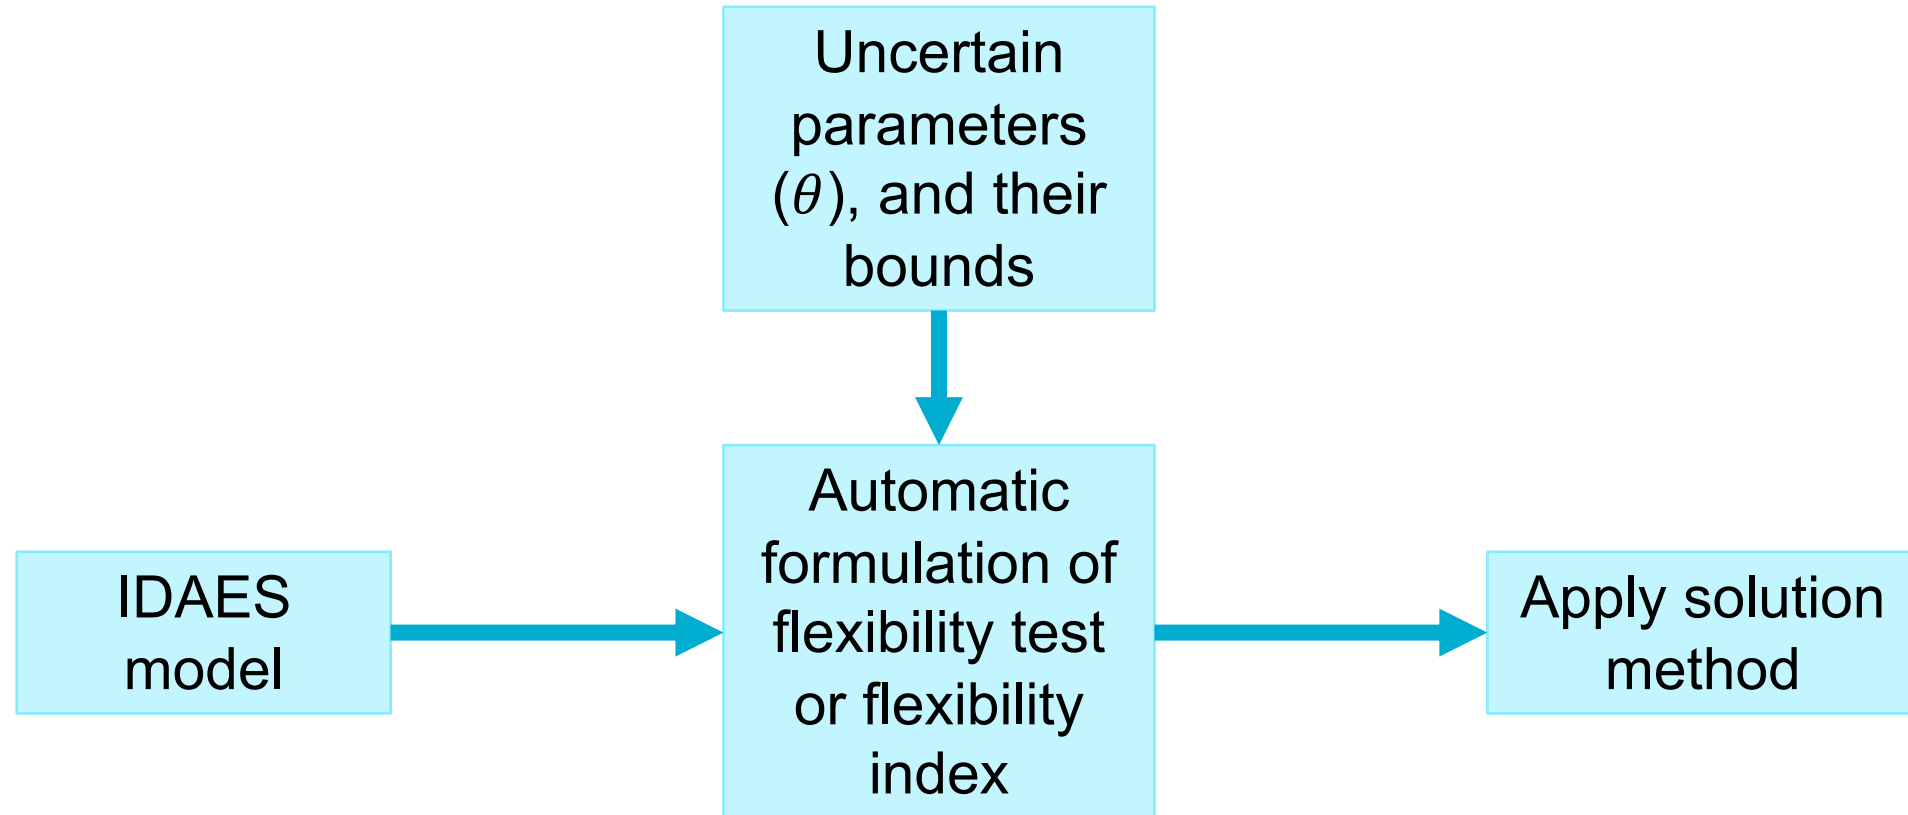 Uncertain
parameters
(θ), and their
bounds
IDAES
model
Automatic
formulation of
flexibility test
or flexibility
index
Apply solution
method